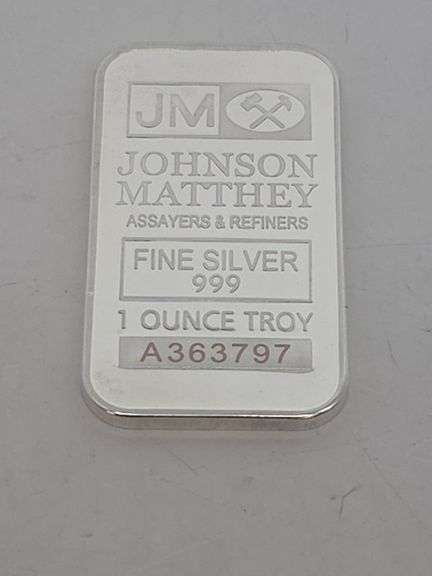 JM
JOHNSON
MATTHEY
ASSAYERS & REFINERS
FINE SILVER
999
1 OUNCE TROY
A363797